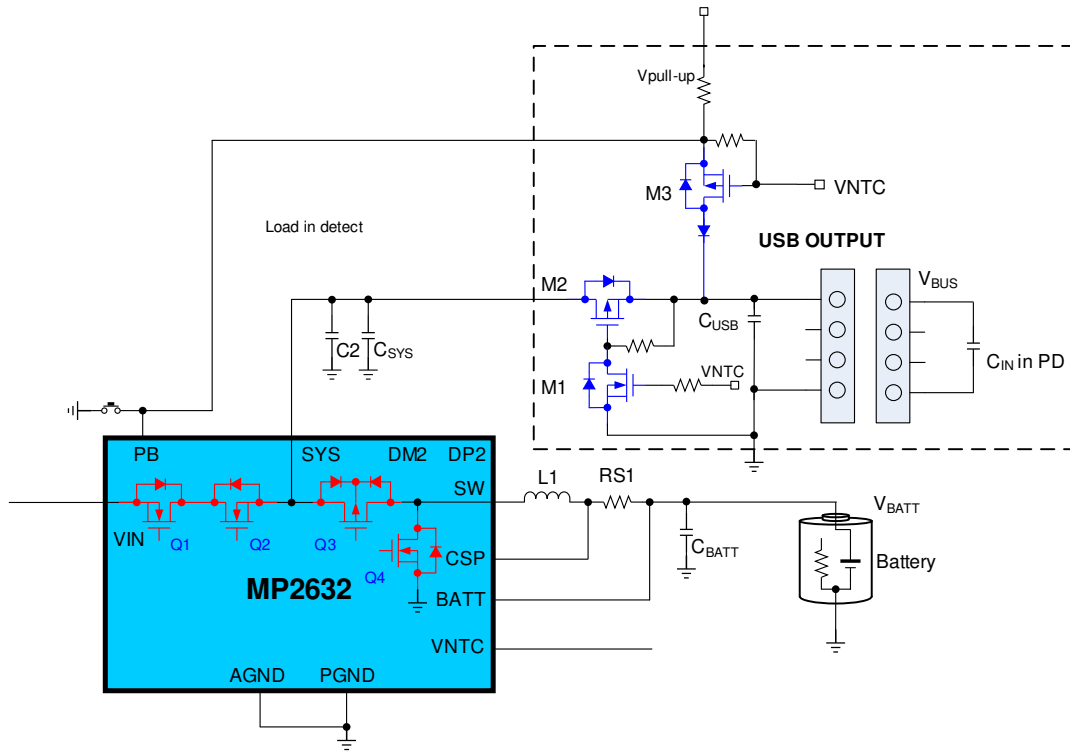 Vpull-up
M3
VNTC
Load in detect
USB OUTPUT
M2
VBUS
C2
CSYS
CUSB
CIN in PD
M1
VNTC
PB
SYS
DM2
DP2
L1
RS1
SW
VBATT
VIN
Q1
Q2
Q3
Q4
CSP
CBATT
Battery
MP2632
BATT
VNTC
AGND
PGND